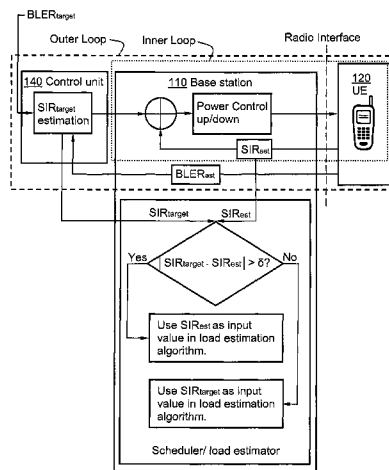 BLERtarget
Outer Loop
Inner Loop
Radio Interface
140 Control unit
110 Base station
120
UE
SIRtarget
estimation
Power Control
up/down
SIRest
BLERest
SIRtarget
SIRest
Yes
|SIRtarget - SIRest| > δ?
No
Use SIRest as input
value in load estimation
algorithm.
Use SIRtarget as input
value in load estimation
algorithm.
Scheduler/ load estimator